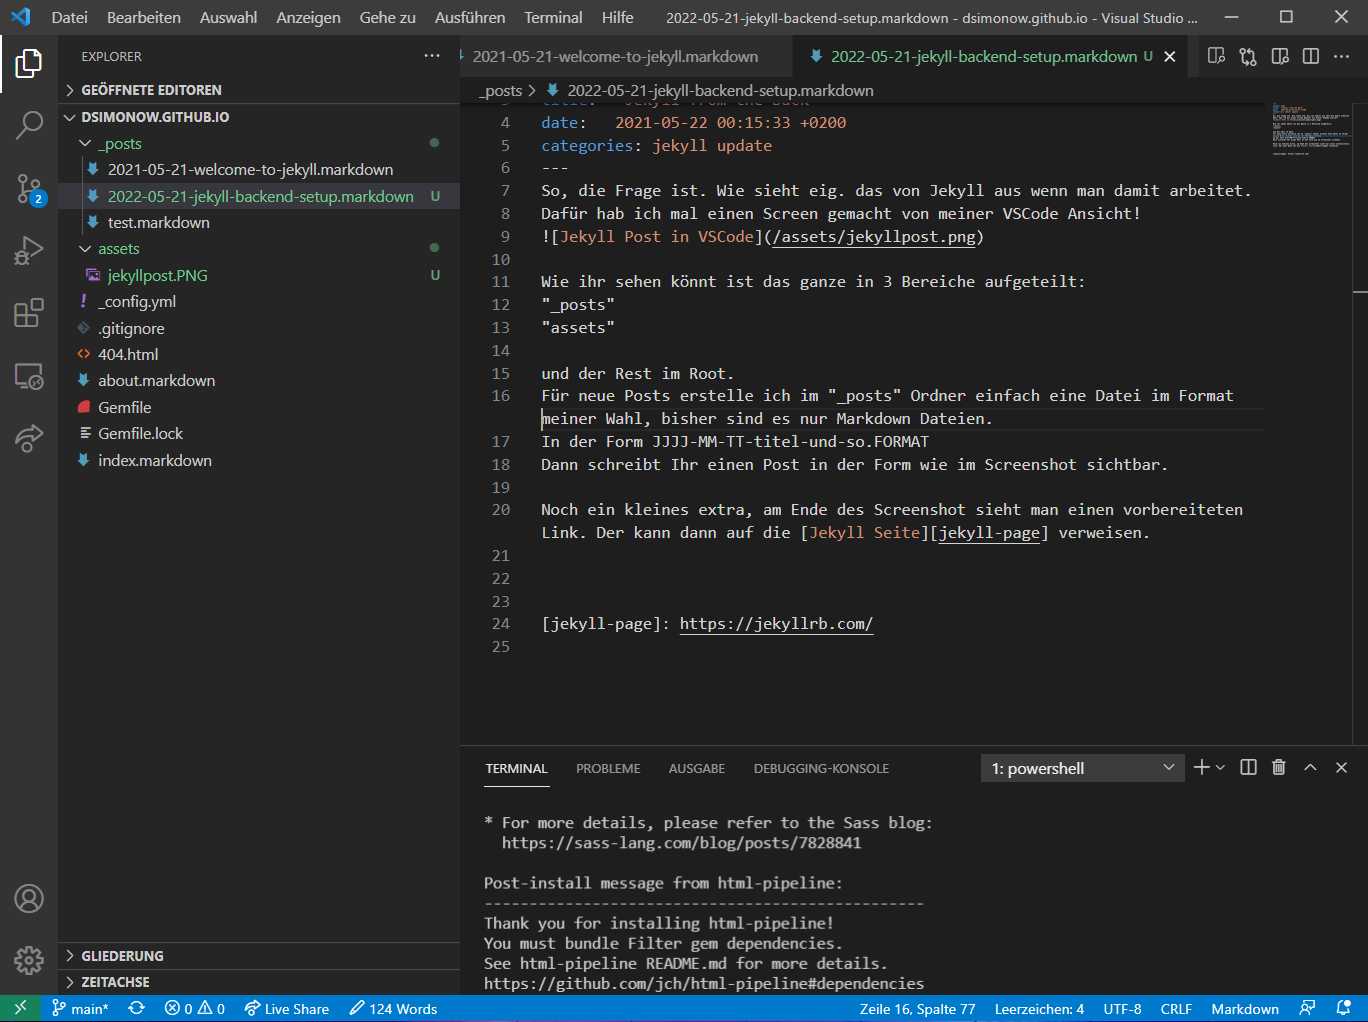 Datei Bearbeiten Auswahl Anzeigen Gehe zu Ausführen Terminal Hilfe 2022-05-21-jekyll-backend-setup.markdown - dsimonow.github.io - Visual Studio ...
EXPLORER
GEÖFFNETE EDITOREN
DSIMONOW.GITHUB.IO
_posts
2021-05-21-welcome-to-jekyll.markdown
2022-05-21-jekyll-backend-setup.markdown U
test.markdown
assets
jekyllpost.PNG U
_config.yml
.gitignore
404.html
about.markdown
Gemfile
Gemfile.lock
index.markdown
GLIEDERUNG
ZEITACHSE
2
2021-05-21-welcome-to-jekyll.markdown 2022-05-21-jekyll-backend-setup.markdown U
_posts > 2022-05-21-jekyll-backend-setup.markdown
4 date: 2021-05-22 00:15:33 +0200
5 categories: jekyll update
6 ---
7 So, die Frage ist. Wie sieht eig. das von Jekyll aus wenn man damit arbeitet.
8 Dafür hab ich mal einen Screen gemacht von meiner VSCode Ansicht!
9 ![Jekyll Post in VSCode](/assets/jekyllpost.png)
10
11 Wie ihr sehen könnt ist das ganze in 3 Bereiche aufgeteilt:
12 "_posts"
13 "assets"
14
15 und der Rest im Root.
16 Für neue Posts erstelle ich im "_posts" Ordner einfach eine Datei im Format
meiner Wahl, bisher sind es nur Markdown Dateien.
17 In der Form JJJJ-MM-TT-titel-und-so.FORMAT
18 Dann schreibt Ihr einen Post in der Form wie im Screenshot sichtbar.
19
20 Noch ein kleines extra, am Ende des Screenshot sieht man einen vorbereiteten
Link. Der kann dann auf die [Jekyll Seite][jekyll-page] verweisen.
21
22
23
24 [jekyll-page]: https://jekyllrb.com/
25
TERMINAL PROBLEME AUSGABE DEBUGGING-KONSOLE 1: powershell
* For more details, please refer to the Sass blog:
https://sass-lang.com/blog/posts/7828841
Post-install message from html-pipeline:
-------------------------------------------------
Thank you for installing html-pipeline!
You must bundle Filter gem dependencies.
See html-pipeline README.md for more details.
https://github.com/jch/html-pipeline#dependencies
main* 0 0 Live Share 124 Words Zeile 16, Spalte 77 Leerzeichen: 4 UTF-8 CRLF Markdown